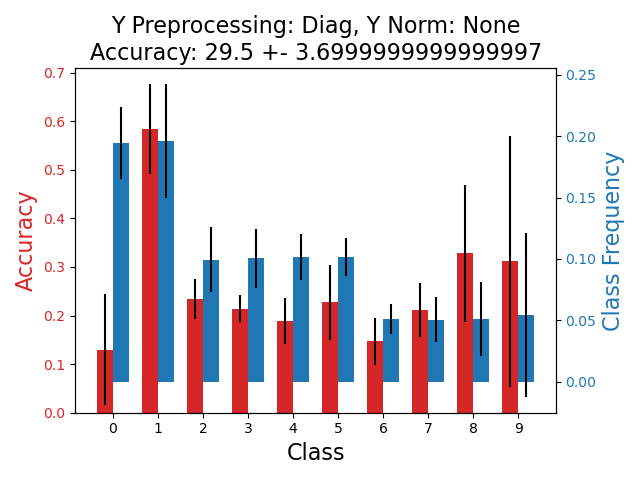 Y Preprocessing: Diag, Y Norm: None
Accuracy: 29.5 +- 3.6999999999999997
0.7
0.6
0.5
0.4
0.3
0.2
0.1
0.0
Accuracy
0.25
0.20
0.15
0.10
0.05
0.00
Class Frequency
0 1 2 3 4 5 6 7 8 9
Class